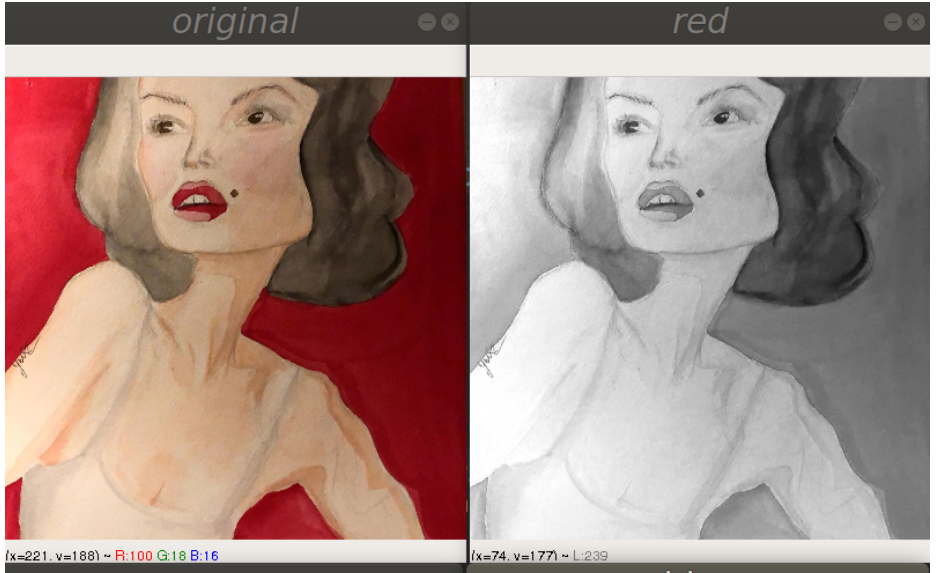 original
red
(x=221, y=188) ~ R:100 G:18 B:16
(x=74, y=177) ~ L:239